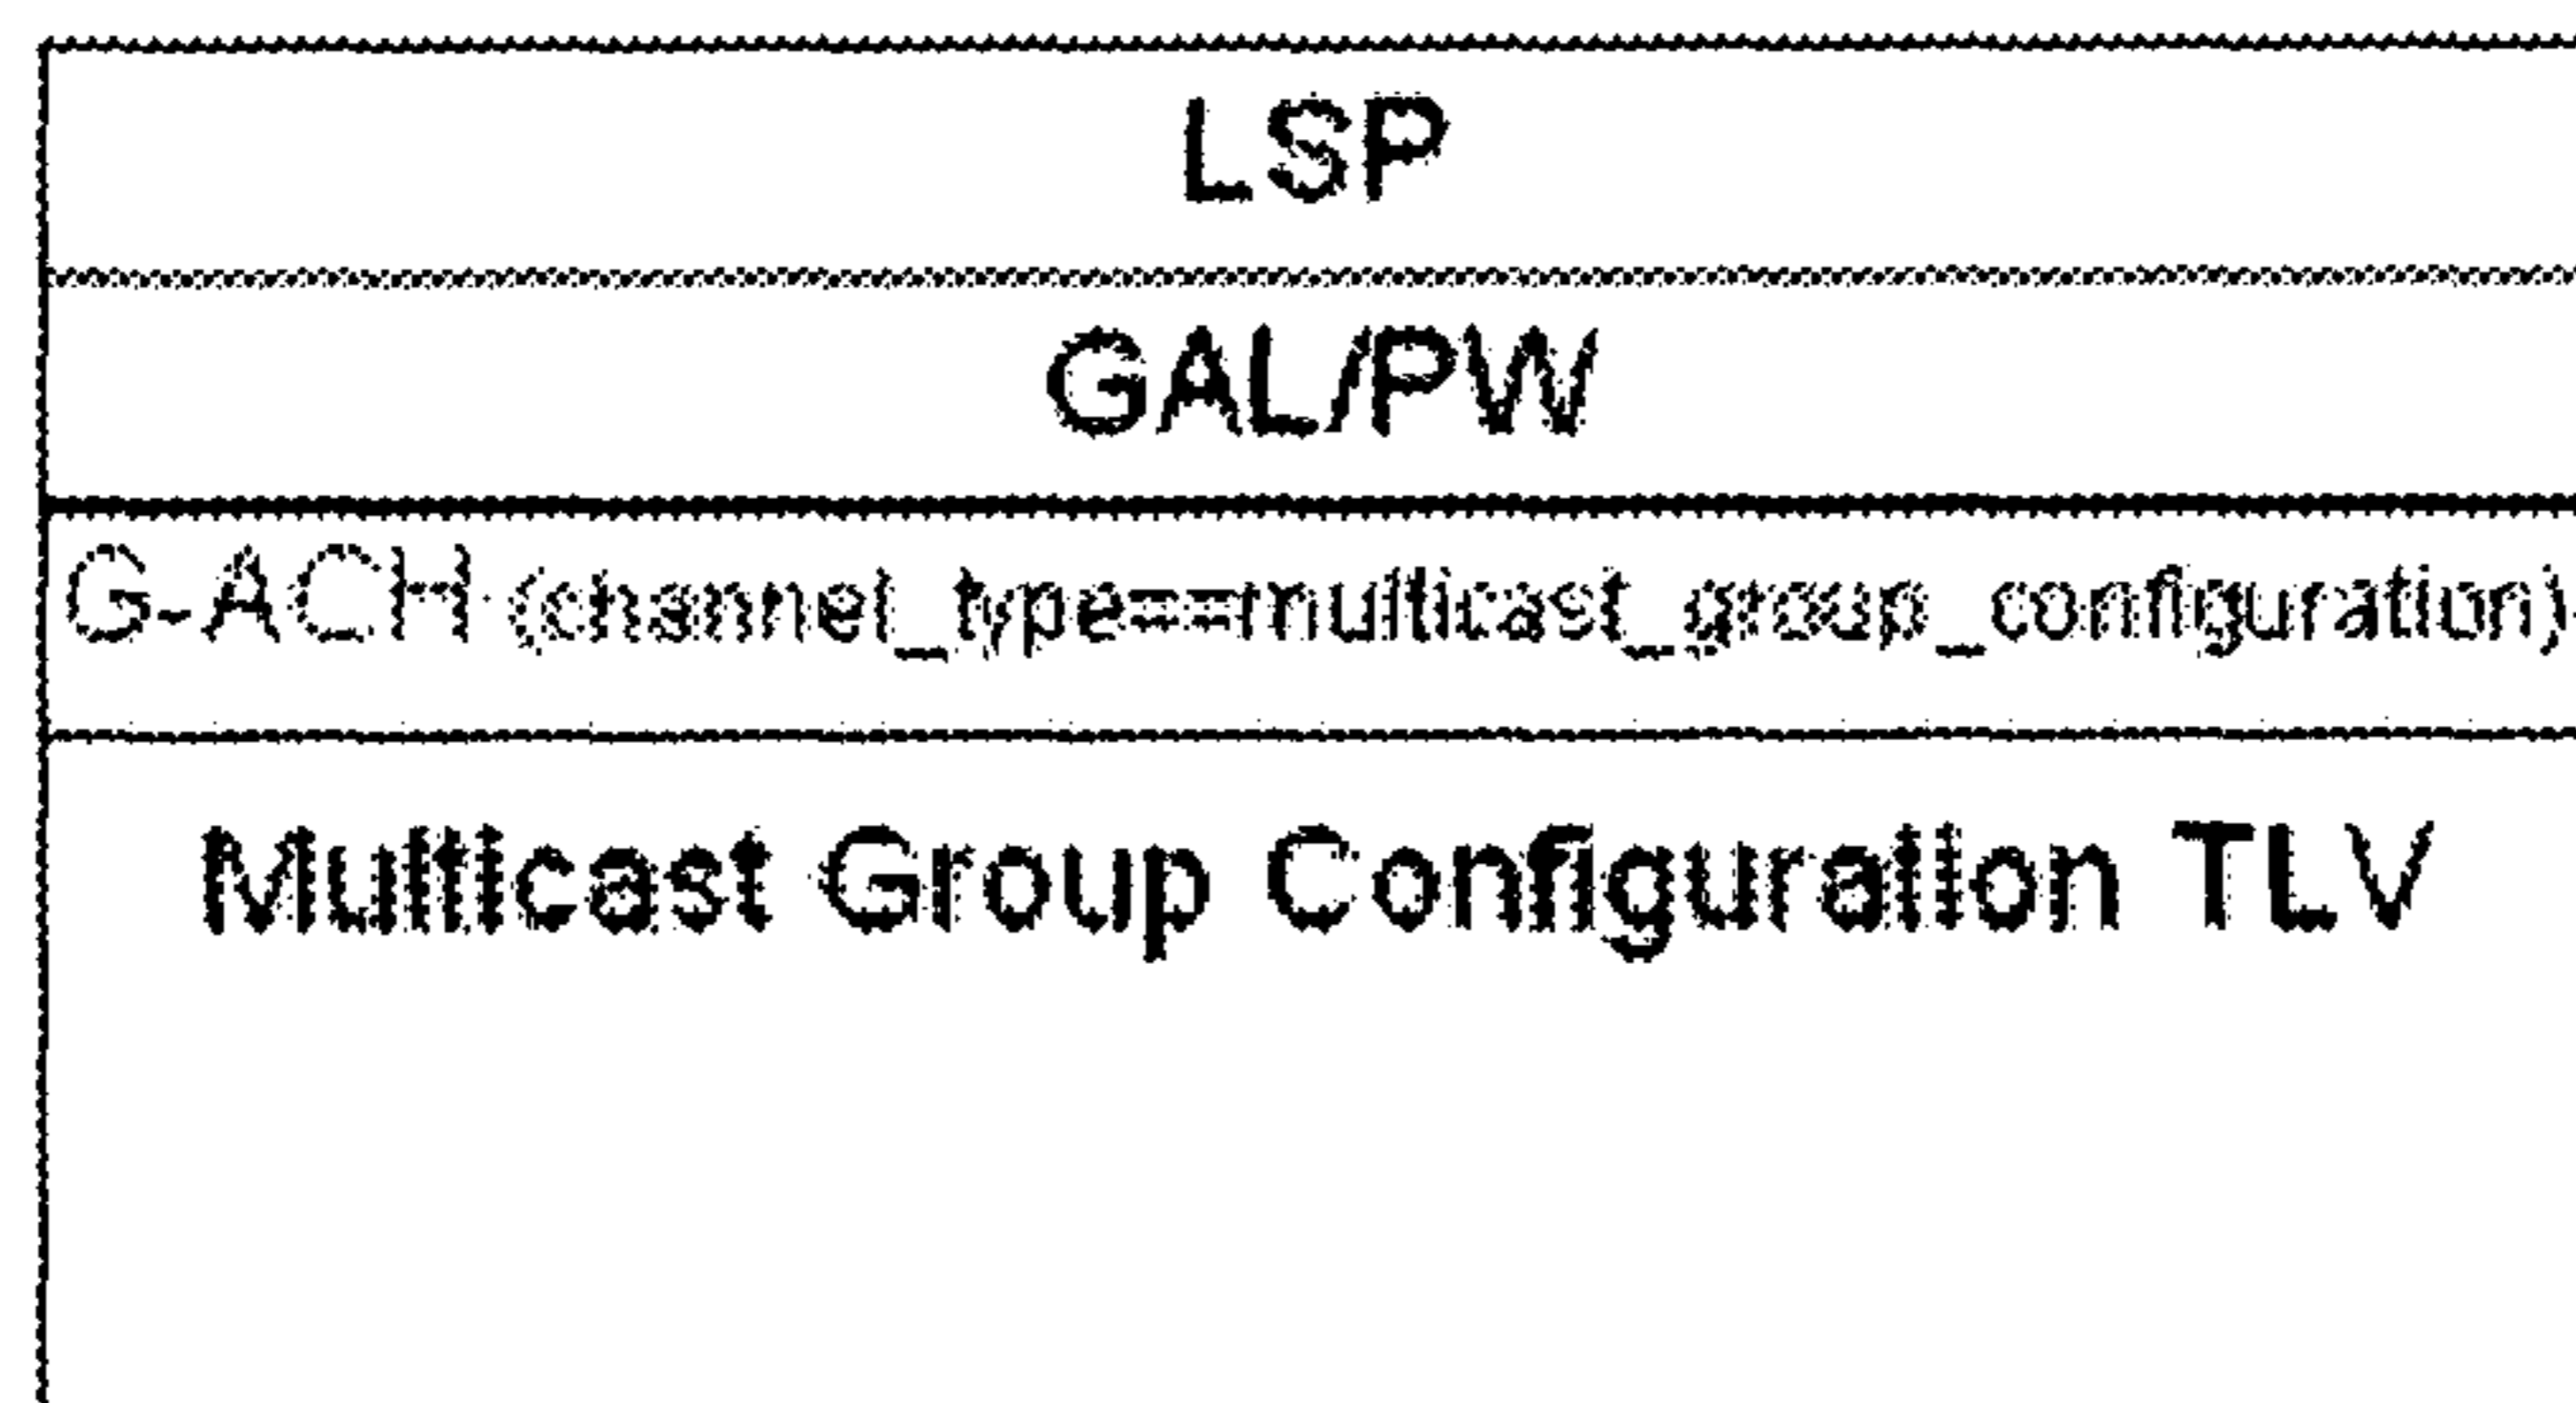 LSP
GAL/PW
G-ACH (channel_type==multicast_group_configuration)
Multicast Group Configuration TLV